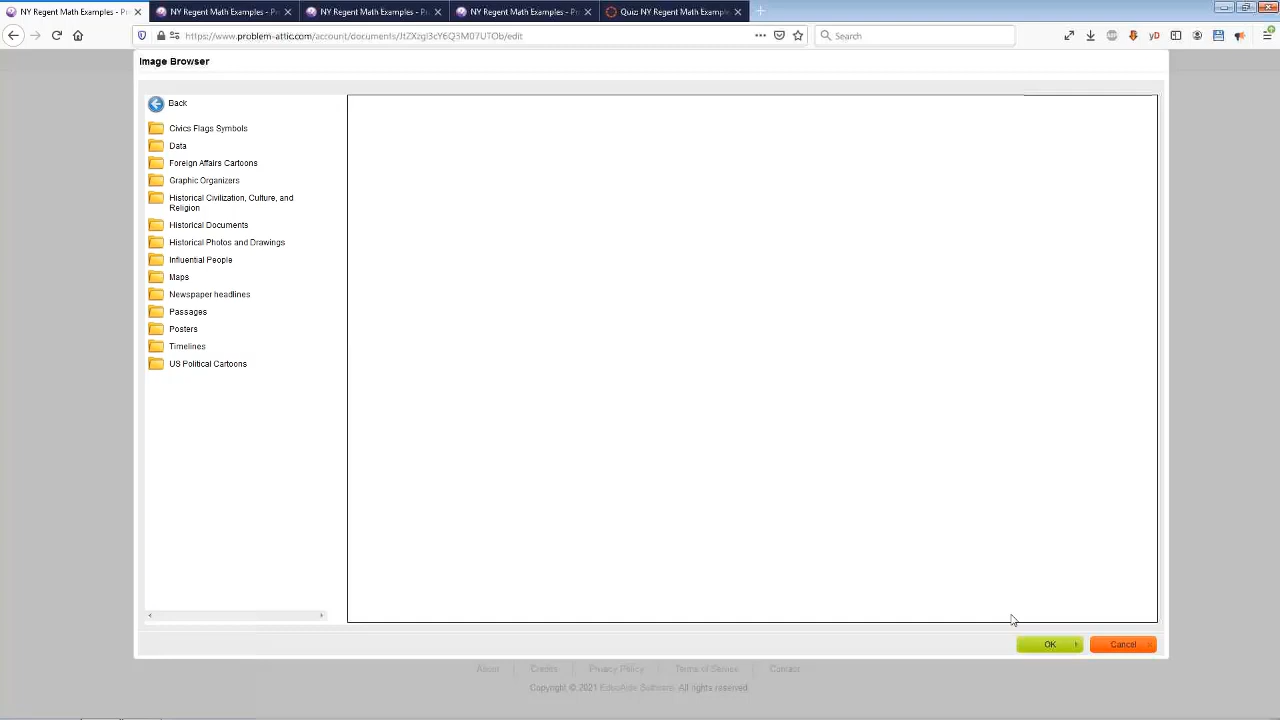 NY Regent Math Examples - Pr
NY Regent Math Examples - Pr
NY Regent Math Examples - Pr
NY Regent Math Examples - Pr
Quiz: NY Regent Math Example
https://www.problem-attic.com/account/documents/JtZXzgI3cY6Q3M07UTOb/edit
Search
Image Browser
Back
Civics Flags Symbols
Data
Foreign Affairs Cartoons
Graphic Organizers
Historical Civilization, Culture, and
Religion
Historical Documents
Historical Photos and Drawings
Influential People
Maps
Newspaper headlines
Passages
Posters
Timelines
US Political Cartoons
OK
Cancel
About
Credits
Privacy Policy
Terms of Service
Contact
Copyright © 2021 EducAide Software. All rights reserved